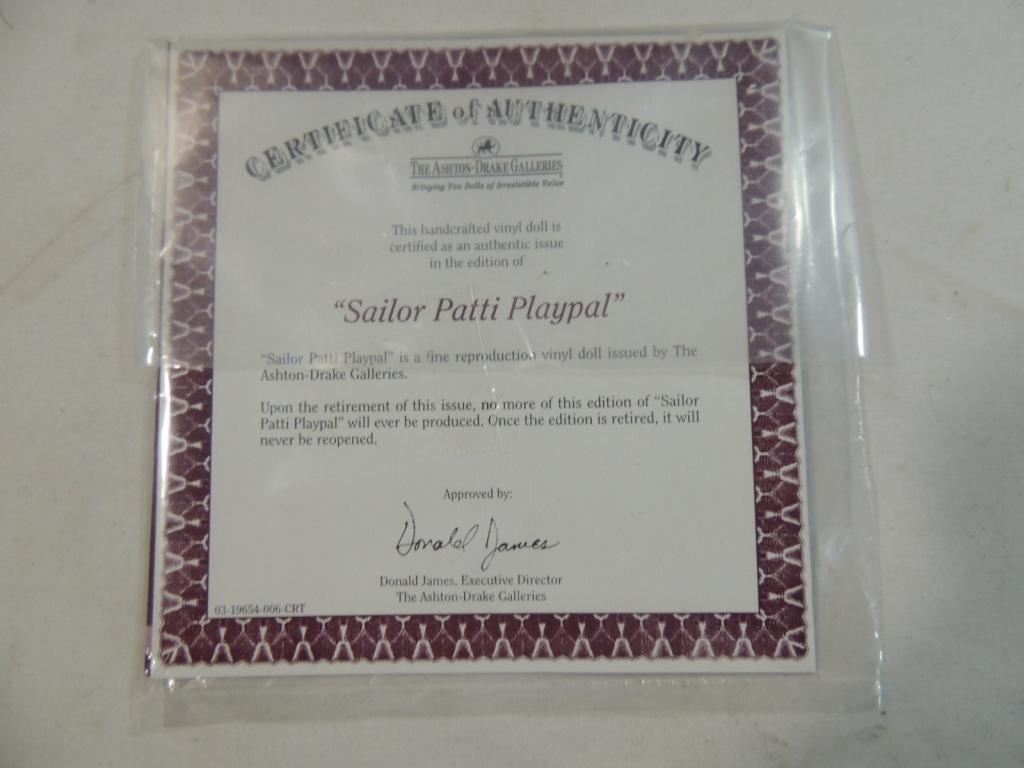 CERTIFICATE of AUTHENTICITY
THE ASHTON-DRAKE GALLERIES
Bringing You Dolls of Irresistible Value
This handcrafted vinyl doll is
certified as an authentic issue
in the edition of
“Sailor Patti Playpal”
“Sailor Patti Playpal” is a fine reproduction vinyl doll issued by The
Ashton-Drake Galleries.
Upon the retirement of this issue, no more of this edition of “Sailor
Patti Playpal” will ever be produced. Once the edition is retired, it will
never be reopened.
Approved by:
Donald James
Donald James, Executive Director
The Ashton-Drake Galleries
03-19654-006-CRT